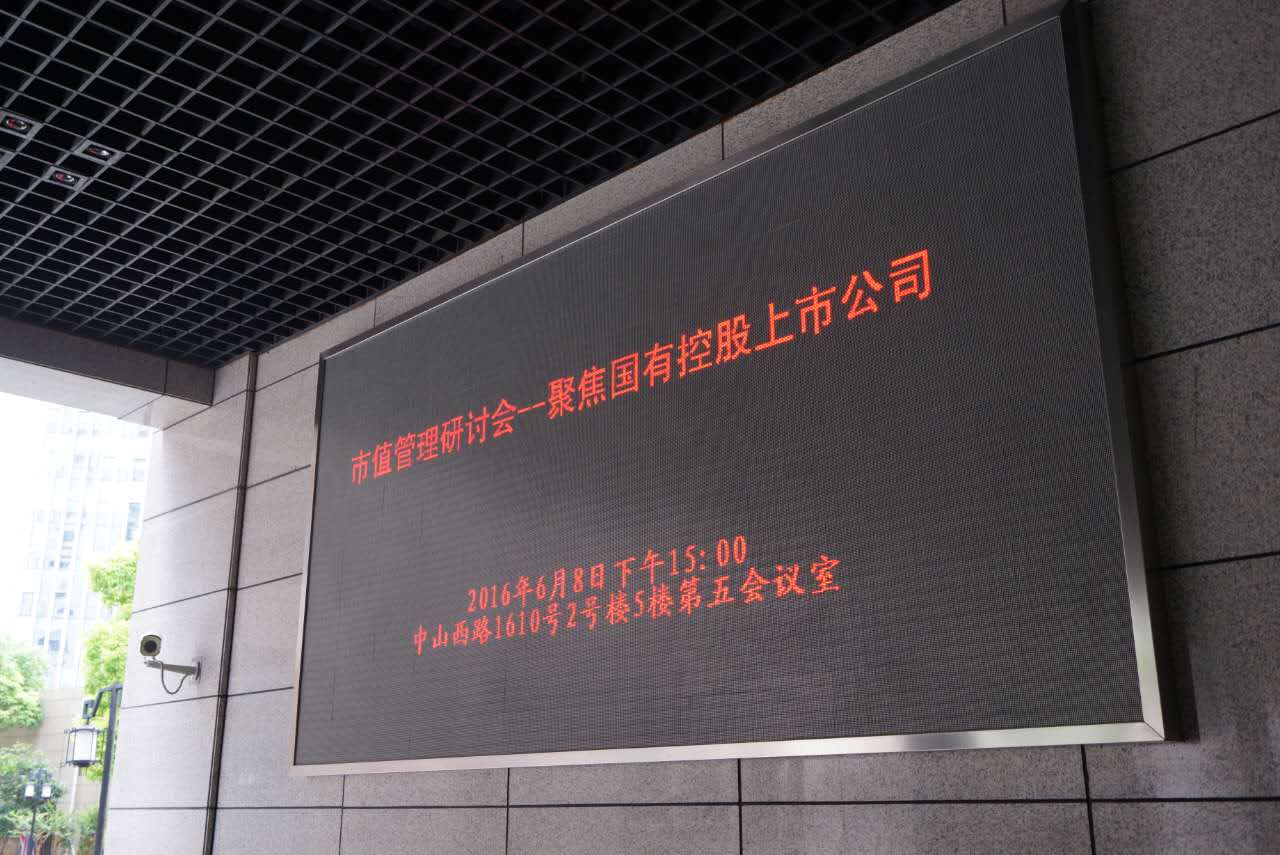 市值管理研讨会--聚焦国有控股上市公司
2016年6月8日下午15:00
中山西路1610号2号楼5楼第五会议室